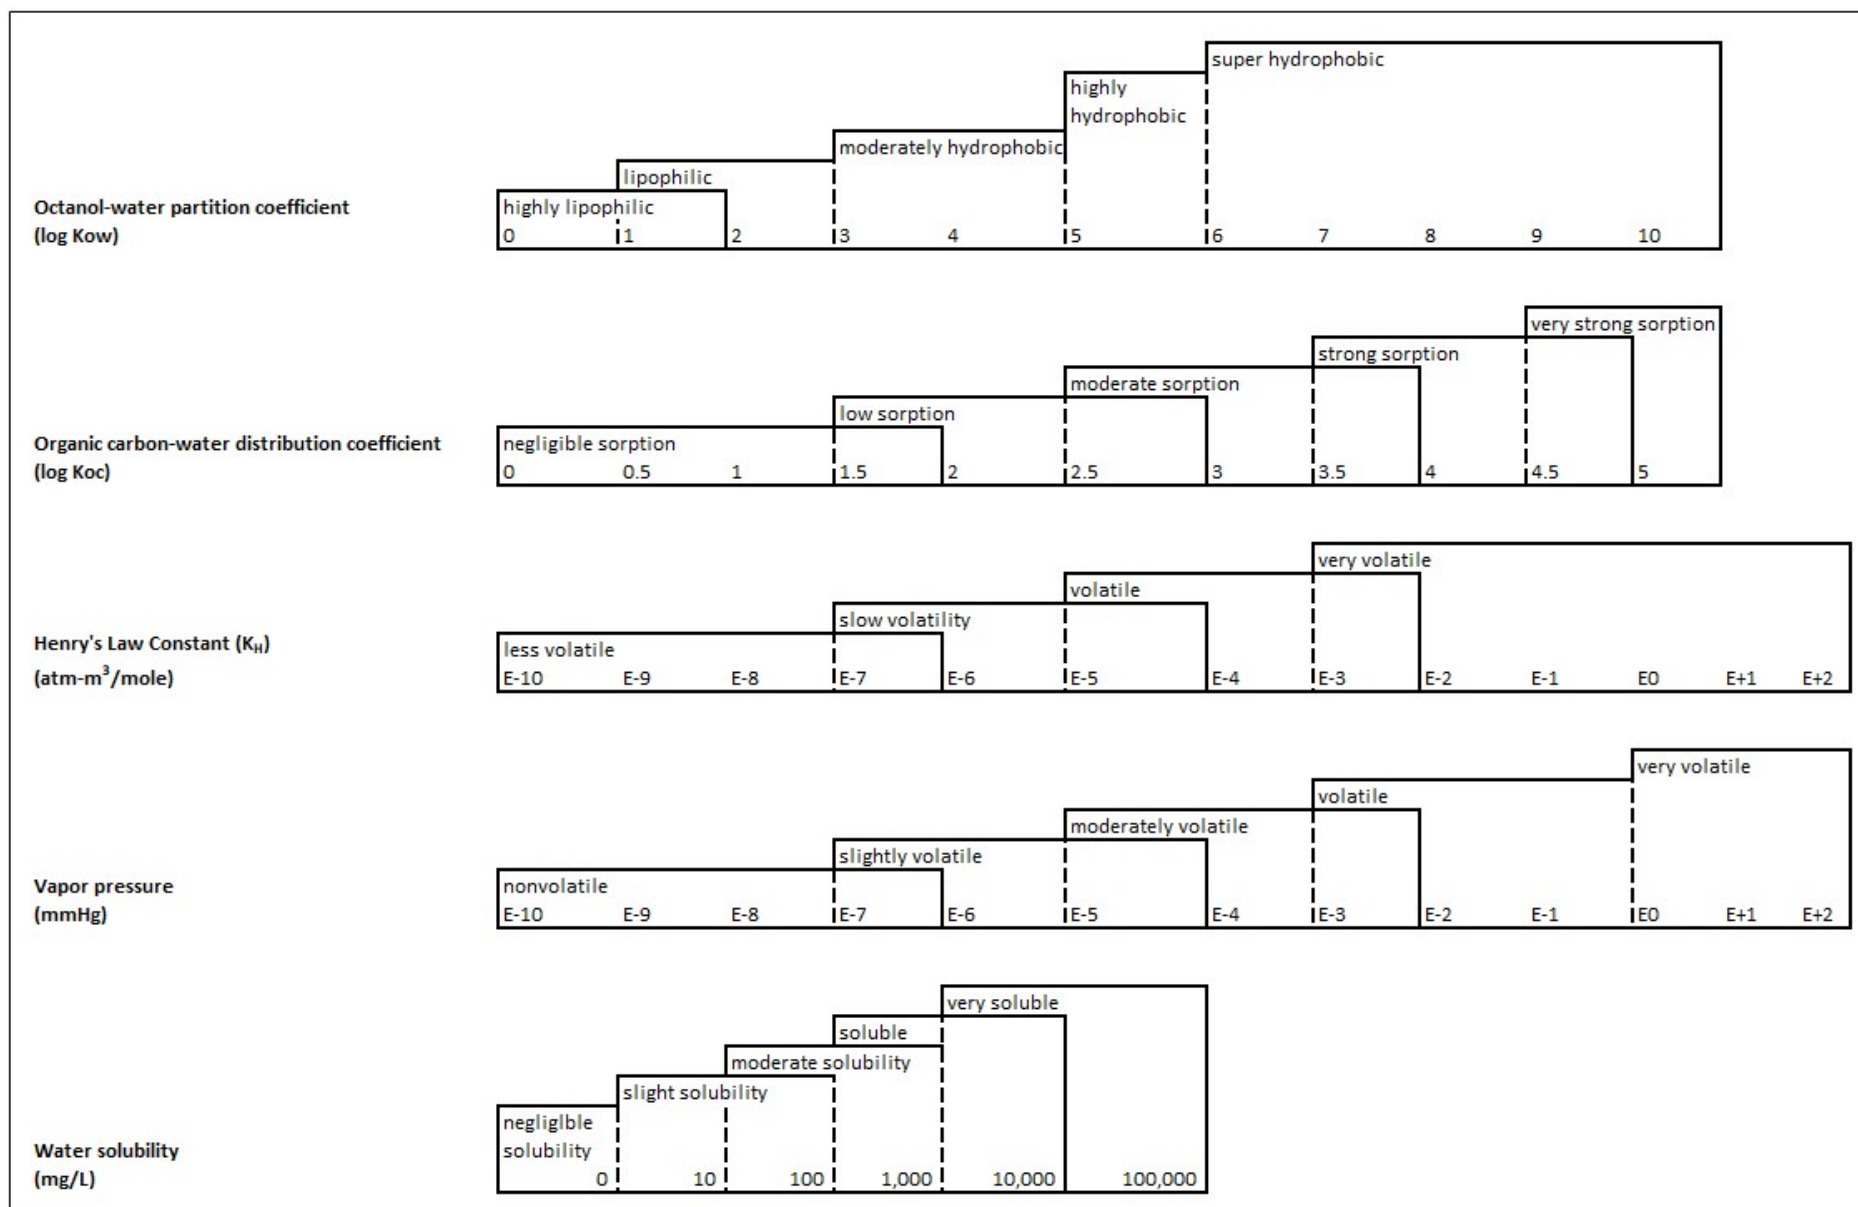 super hydrophobic
highly
hydrophobic
moderately hydrophobic
lipophilic
highly lipophilic
Octanol-water partition coefficient
(log Kow)
0 1 2 3 4 5 6 7 8 9 10
very strong sorption
strong sorption
moderate sorption
low sorption
negligible sorption
Organic carbon-water distribution coefficient
(log Koc)
0 0.5 1 1.5 2 2.5 3 3.5 4 4.5 5
very volatile
volatile
slow volatility
less volatile
Henry's Law Constant (KH)
(atm-m3/mole)
E-10 E-9 E-8 E-7 E-6 E-5 E-4 E-3 E-2 E-1 E0 E+1 E+2
very volatile
volatile
moderately volatile
slightly volatile
nonvolatile
Vapor pressure
(mmHg)
E-10 E-9 E-8 E-7 E-6 E-5 E-4 E-3 E-2 E-1 E0 E+1 E+2
very soluble
soluble
moderate solubility
slight solubility
negliglble
solubility
Water solubility
(mg/L)
0 10 100 1,000 10,000 100,000